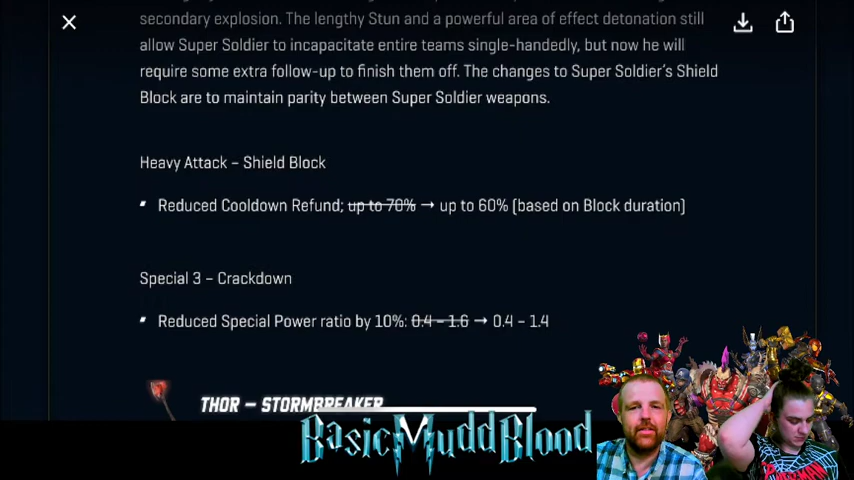 secondary explosion. The lengthy Stun and a powerful area of effect detonation still
allow Super Soldier to incapacitate entire teams single-handedly, but now he will
require some extra follow-up to finish them off. The changes to Super Soldier's Shield
Block are to maintain parity between Super Soldier weapons.
Heavy Attack – Shield Block
Reduced Cooldown Refund; up to 70% → up to 60% (based on Block duration)
Special 3 – Crackdown
Reduced Special Power ratio by 10%: 0.4 – 1.6 → 0.4 – 1.4
THOR – STORMBREAKER
BasicMuddBlood